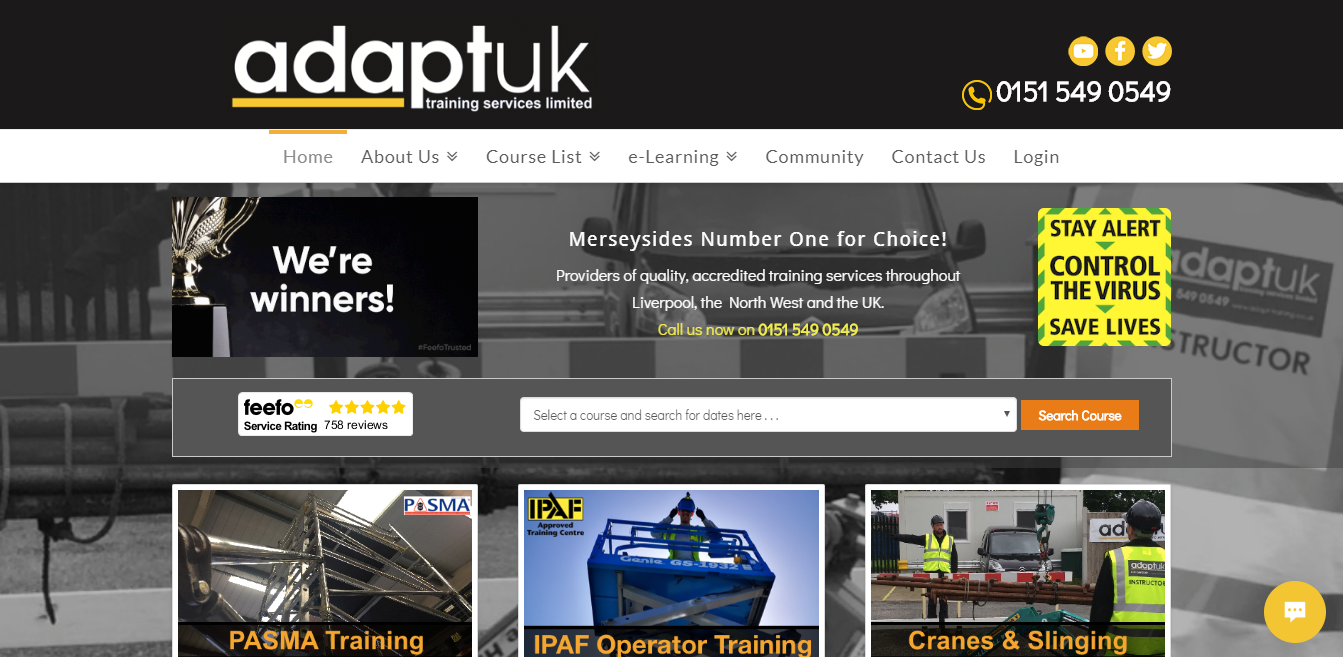 adaptuk
training services limited
0151 549 0549
Home About Us Course List e-Learning Community Contact Us Login
We're
winners!
#FeefoTrusted
Merseysides Number One for Choice!
Providers of quality, accredited training services throughout
Liverpool, the North West and the UK.
Call us now on 0151 549 0549
STAY ALERT
CONTROL
THE VIRUS
SAVE LIVES
adaptuk
549 0549
INSTRUCTOR
feefo
Service Rating 758 reviews
Select a course and search for dates here . . .
Search Course
PASMA
PASMA Training
IPAF
Approved
Training Centre
Genie GS-1932
IPAF Operator Training
ad
adaptuk
INSTRUCTOR
Cranes & Slinging